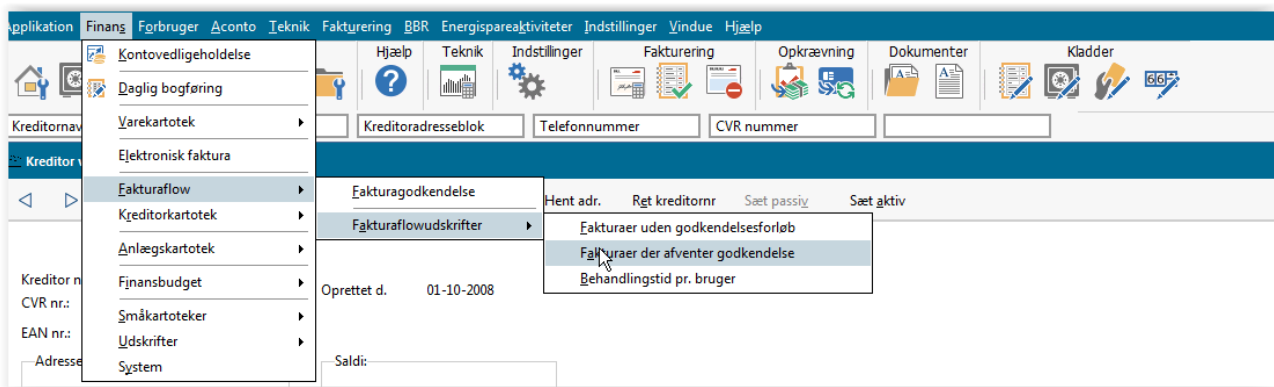 Applikation Finans Forbruger Aconto Teknik Fakturering BBR Energispareaktiviteter Indstillinger Vindue Hjælp
Hjælp Teknik Indstillinger Fakturering Opkrævning Dokumenter Kladder
Kontovedligeholdelse
Daglig bogføring
Kreditornav Varekartotek Kreditoradresseblok Telefonnummer CVR nummer
Kreditor v Elektronisk faktura
Fakturaflow Fakturagodkendelse Hent adr. Ret kreditornr Sæt passiv Sæt aktiv
Kreditorkartotek Fakturaflowudskrifter Fakturaer uden godkendelsesforløb
Anlægskartotek Fakturaer der afventer godkendelse
Kreditor n Finansbudget Oprettet d. 01-10-2008 Behandlingstid pr. bruger
CVR nr.:
Småkartoteker
EAN nr.: Udskrifter
Adresse System Saldi: